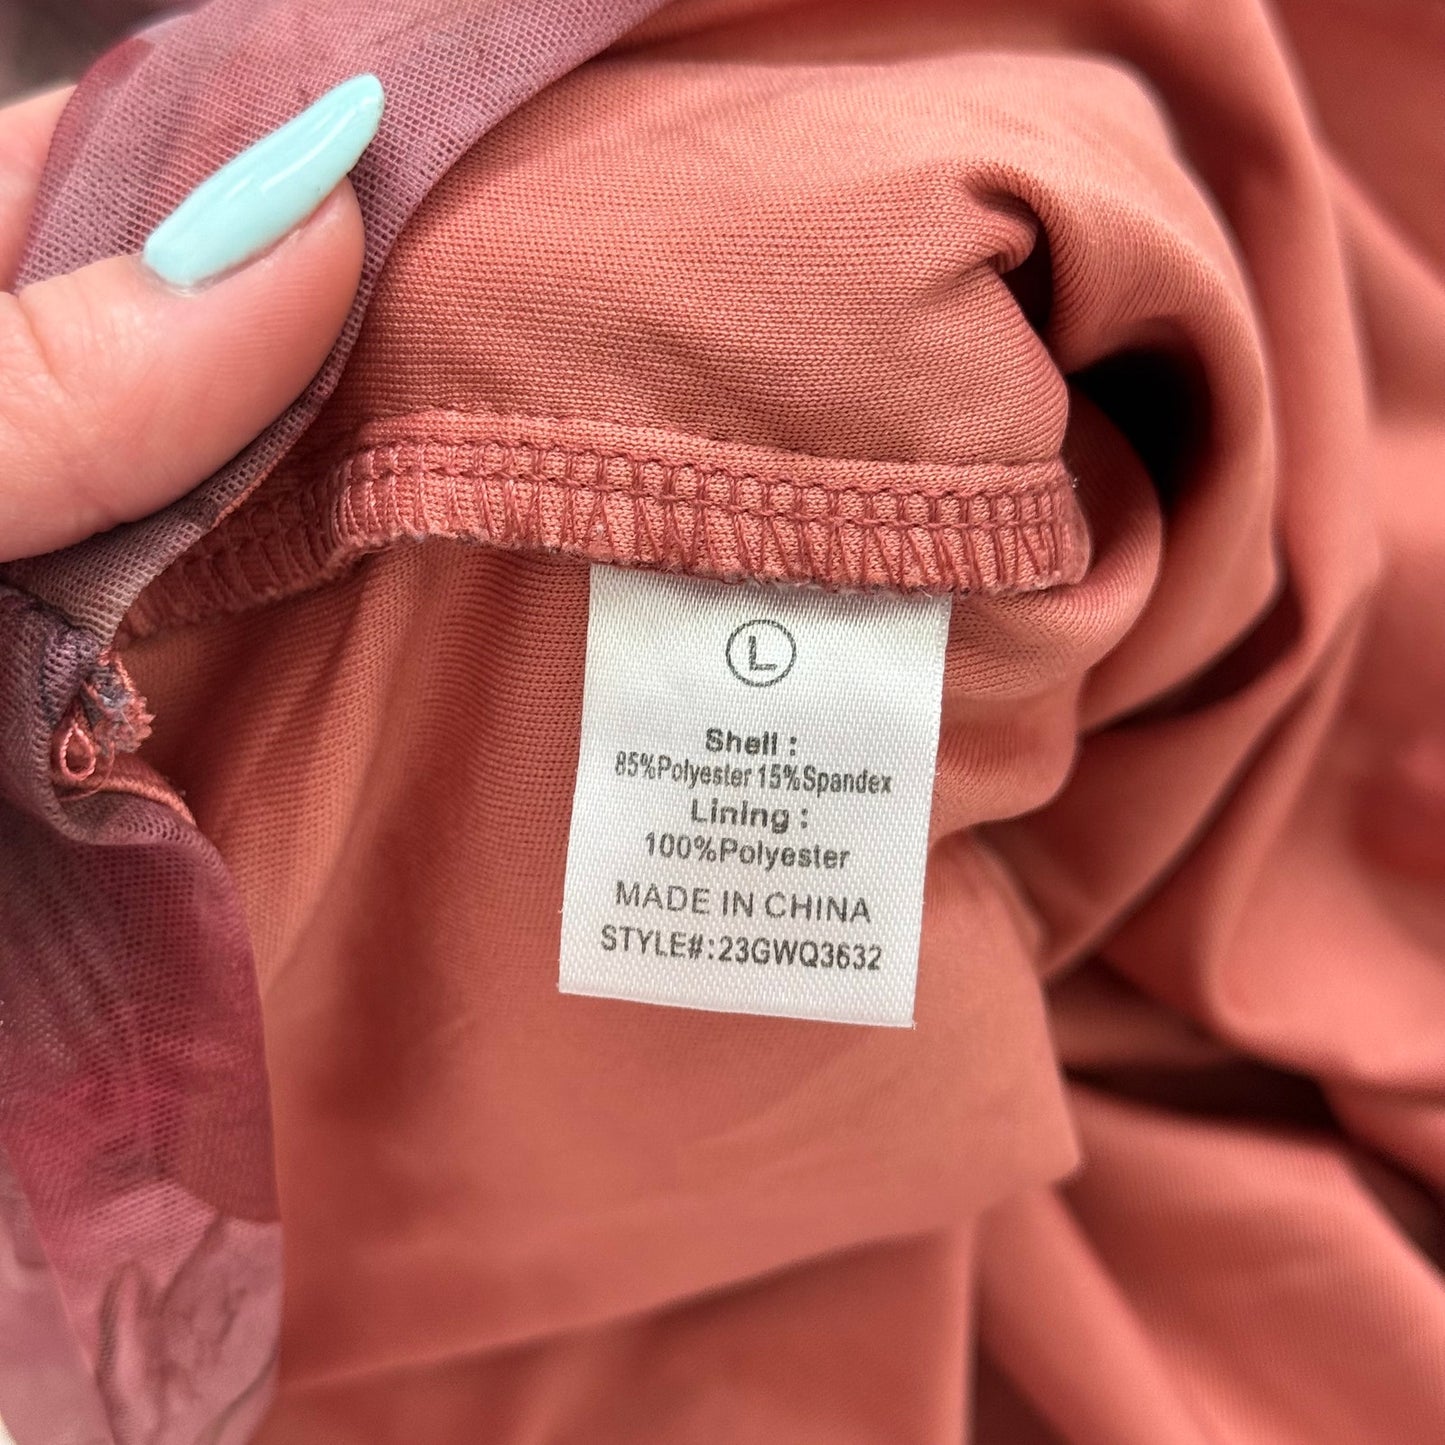 L
Shell :
85%Polyester 15%Spandex
Lining :
100%Polyester
MADE IN CHINA
STYLE#:23GWQ3632